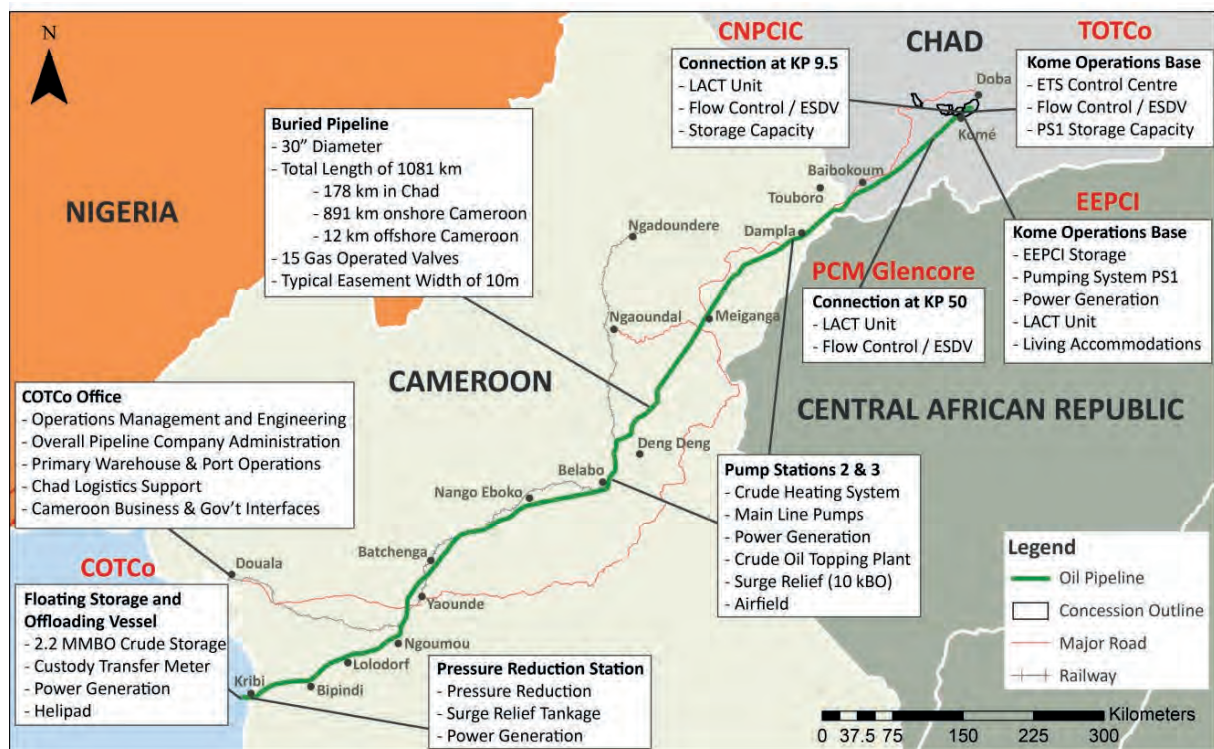 N
CNPCIC
Connection at KP 9.5
- LACT Unit
- Flow Control / ESDV
- Storage Capacity
CHAD
TOTCo
Kome Operations Base
- ETS Control Centre
- Flow Control / ESDV
- PS1 Storage Capacity
Doba
Komé
Buried Pipeline
- 30” Diameter
- Total Length of 1081 km
- 178 km in Chad
- 891 km onshore Cameroon
- 12 km offshore Cameroon
- 15 Gas Operated Valves
- Typical Easement Width of 10m
NIGERIA
Baibokoum
Touboro
Ngadoundere
Dampla
EEPCI
Kome Operations Base
- EEPCI Storage
- Pumping System PS1
- Power Generation
- LACT Unit
- Living Accommodations
PCM Glencore
Connection at KP 50
- LACT Unit
- Flow Control / ESDV
Meiganga
Ngaoundal
CAMEROON
CENTRAL AFRICAN REPUBLIC
COTCo Office
- Operations Management and Engineering
- Overall Pipeline Company Administration
- Primary Warehouse & Port Operations
- Chad Logistics Support
- Cameroon Business & Gov’t Interfaces
Deng Deng
Belabo
Nango Eboko
Batchenga
Pump Stations 2 & 3
- Crude Heating System
- Main Line Pumps
- Power Generation
- Crude Oil Topping Plant
- Surge Relief (10 kBO)
- Airfield
Legend
Oil Pipeline
Concession Outline
Major Road
Railway
Douala
Yaounde
COTCo
Floating Storage and
Offloading Vessel
- 2.2 MMBO Crude Storage
- Custody Transfer Meter
- Power Generation
- Helipad
Ngoumou
Lolodorf
Kribi
Bipindi
Pressure Reduction Station
- Pressure Reduction
- Surge Relief Tankage
- Power Generation
Kilometers
0 37.5 75 150 225 300